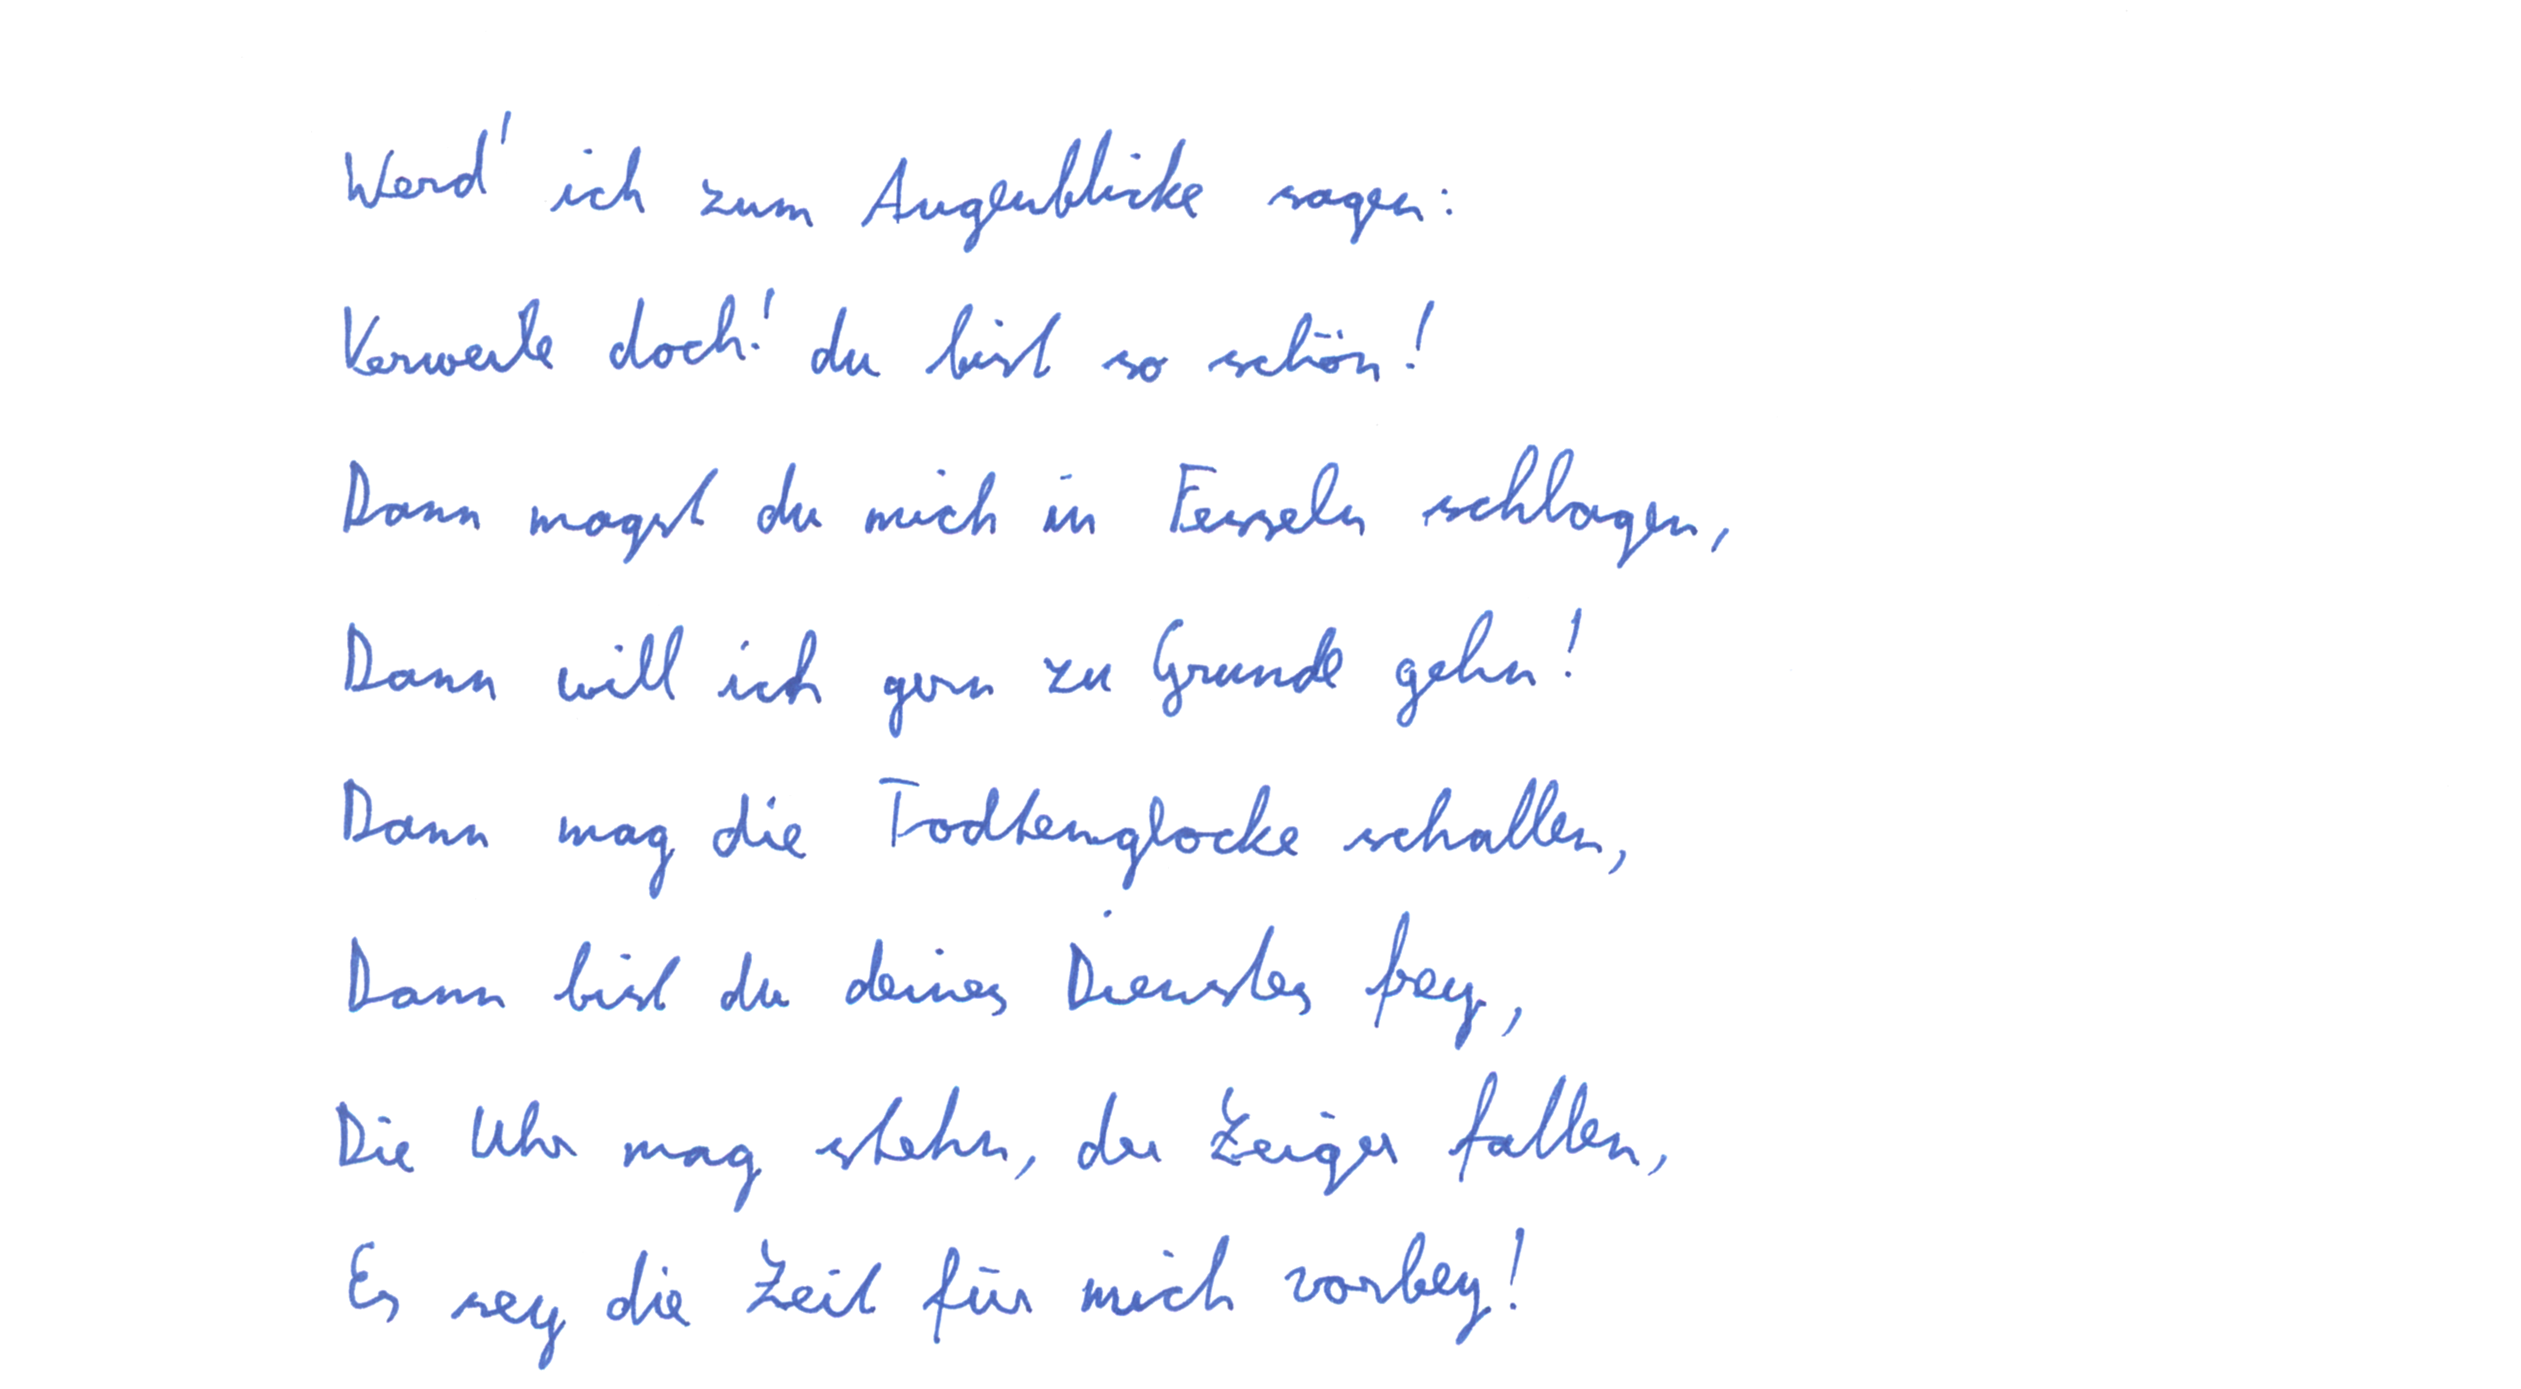 Werd' ich zum Augenblicke sagen:
Verweile doch! du bist so schön!
Dann magst du mich in Fesseln schlagen,
Dann will ich gern zu Grunde gehn!
Dann mag die Todtenglocke schallen,
Dann bist du deines Dienstes frey,
Die Uhr mag stehn, der Zeiger fallen,
Es sey die Zeit für mich vorbey!